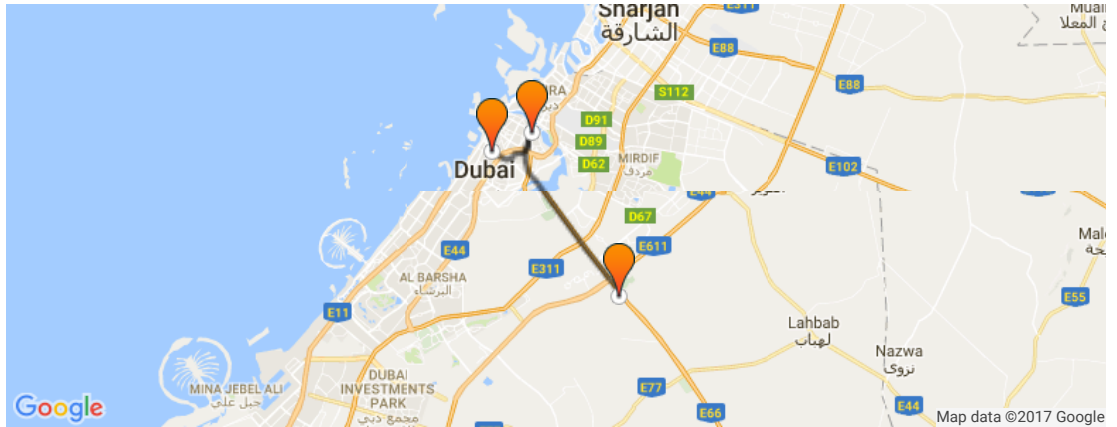 Sharjah
الشارقة
E311
E88
E88
S112
D91
D89
D62
MIRDIF
مردف
E102
Dubai
E44
D67
E611
E44
E311
AL BARSHA
البرشاء
E11
E55
Lahbab
لهباب
Nazwa
نزوى
MINA JEBEL ALI
جبل علي
DUBAI
INVESTMENTS
PARK
مجمع دبي
E77
E66
E44
Google
Map data ©2017 Google